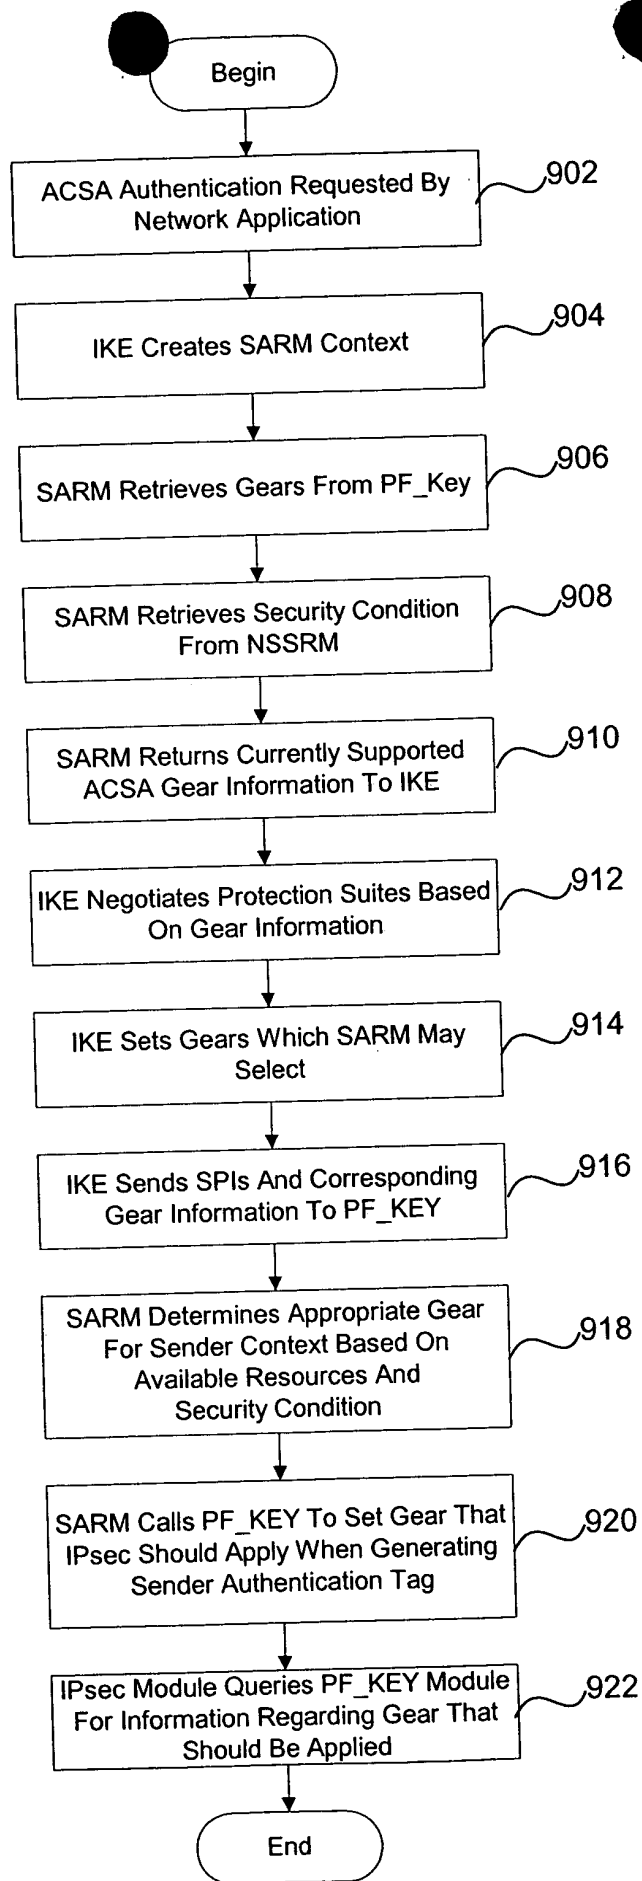 Begin
ACSA Authentication Requested By
Network Application
902
IKE Creates SARM Context
904
SARM Retrieves Gears From PF_Key
906
SARM Retrieves Security Condition
From NSSRM
908
SARM Returns Currently Supported
ACSA Gear Information To IKE
910
IKE Negotiates Protection Suites Based
On Gear Information
912
IKE Sets Gears Which SARM May
Select
914
IKE Sends SPIs And Corresponding
Gear Information To PF_KEY
916
SARM Determines Appropriate Gear
For Sender Context Based On
Available Resources And
Security Condition
918
SARM Calls PF_KEY To Set Gear That
IPsec Should Apply When Generating
Sender Authentication Tag
920
IPsec Module Queries PF_KEY Module
For Information Regarding Gear That
Should Be Applied
922
End